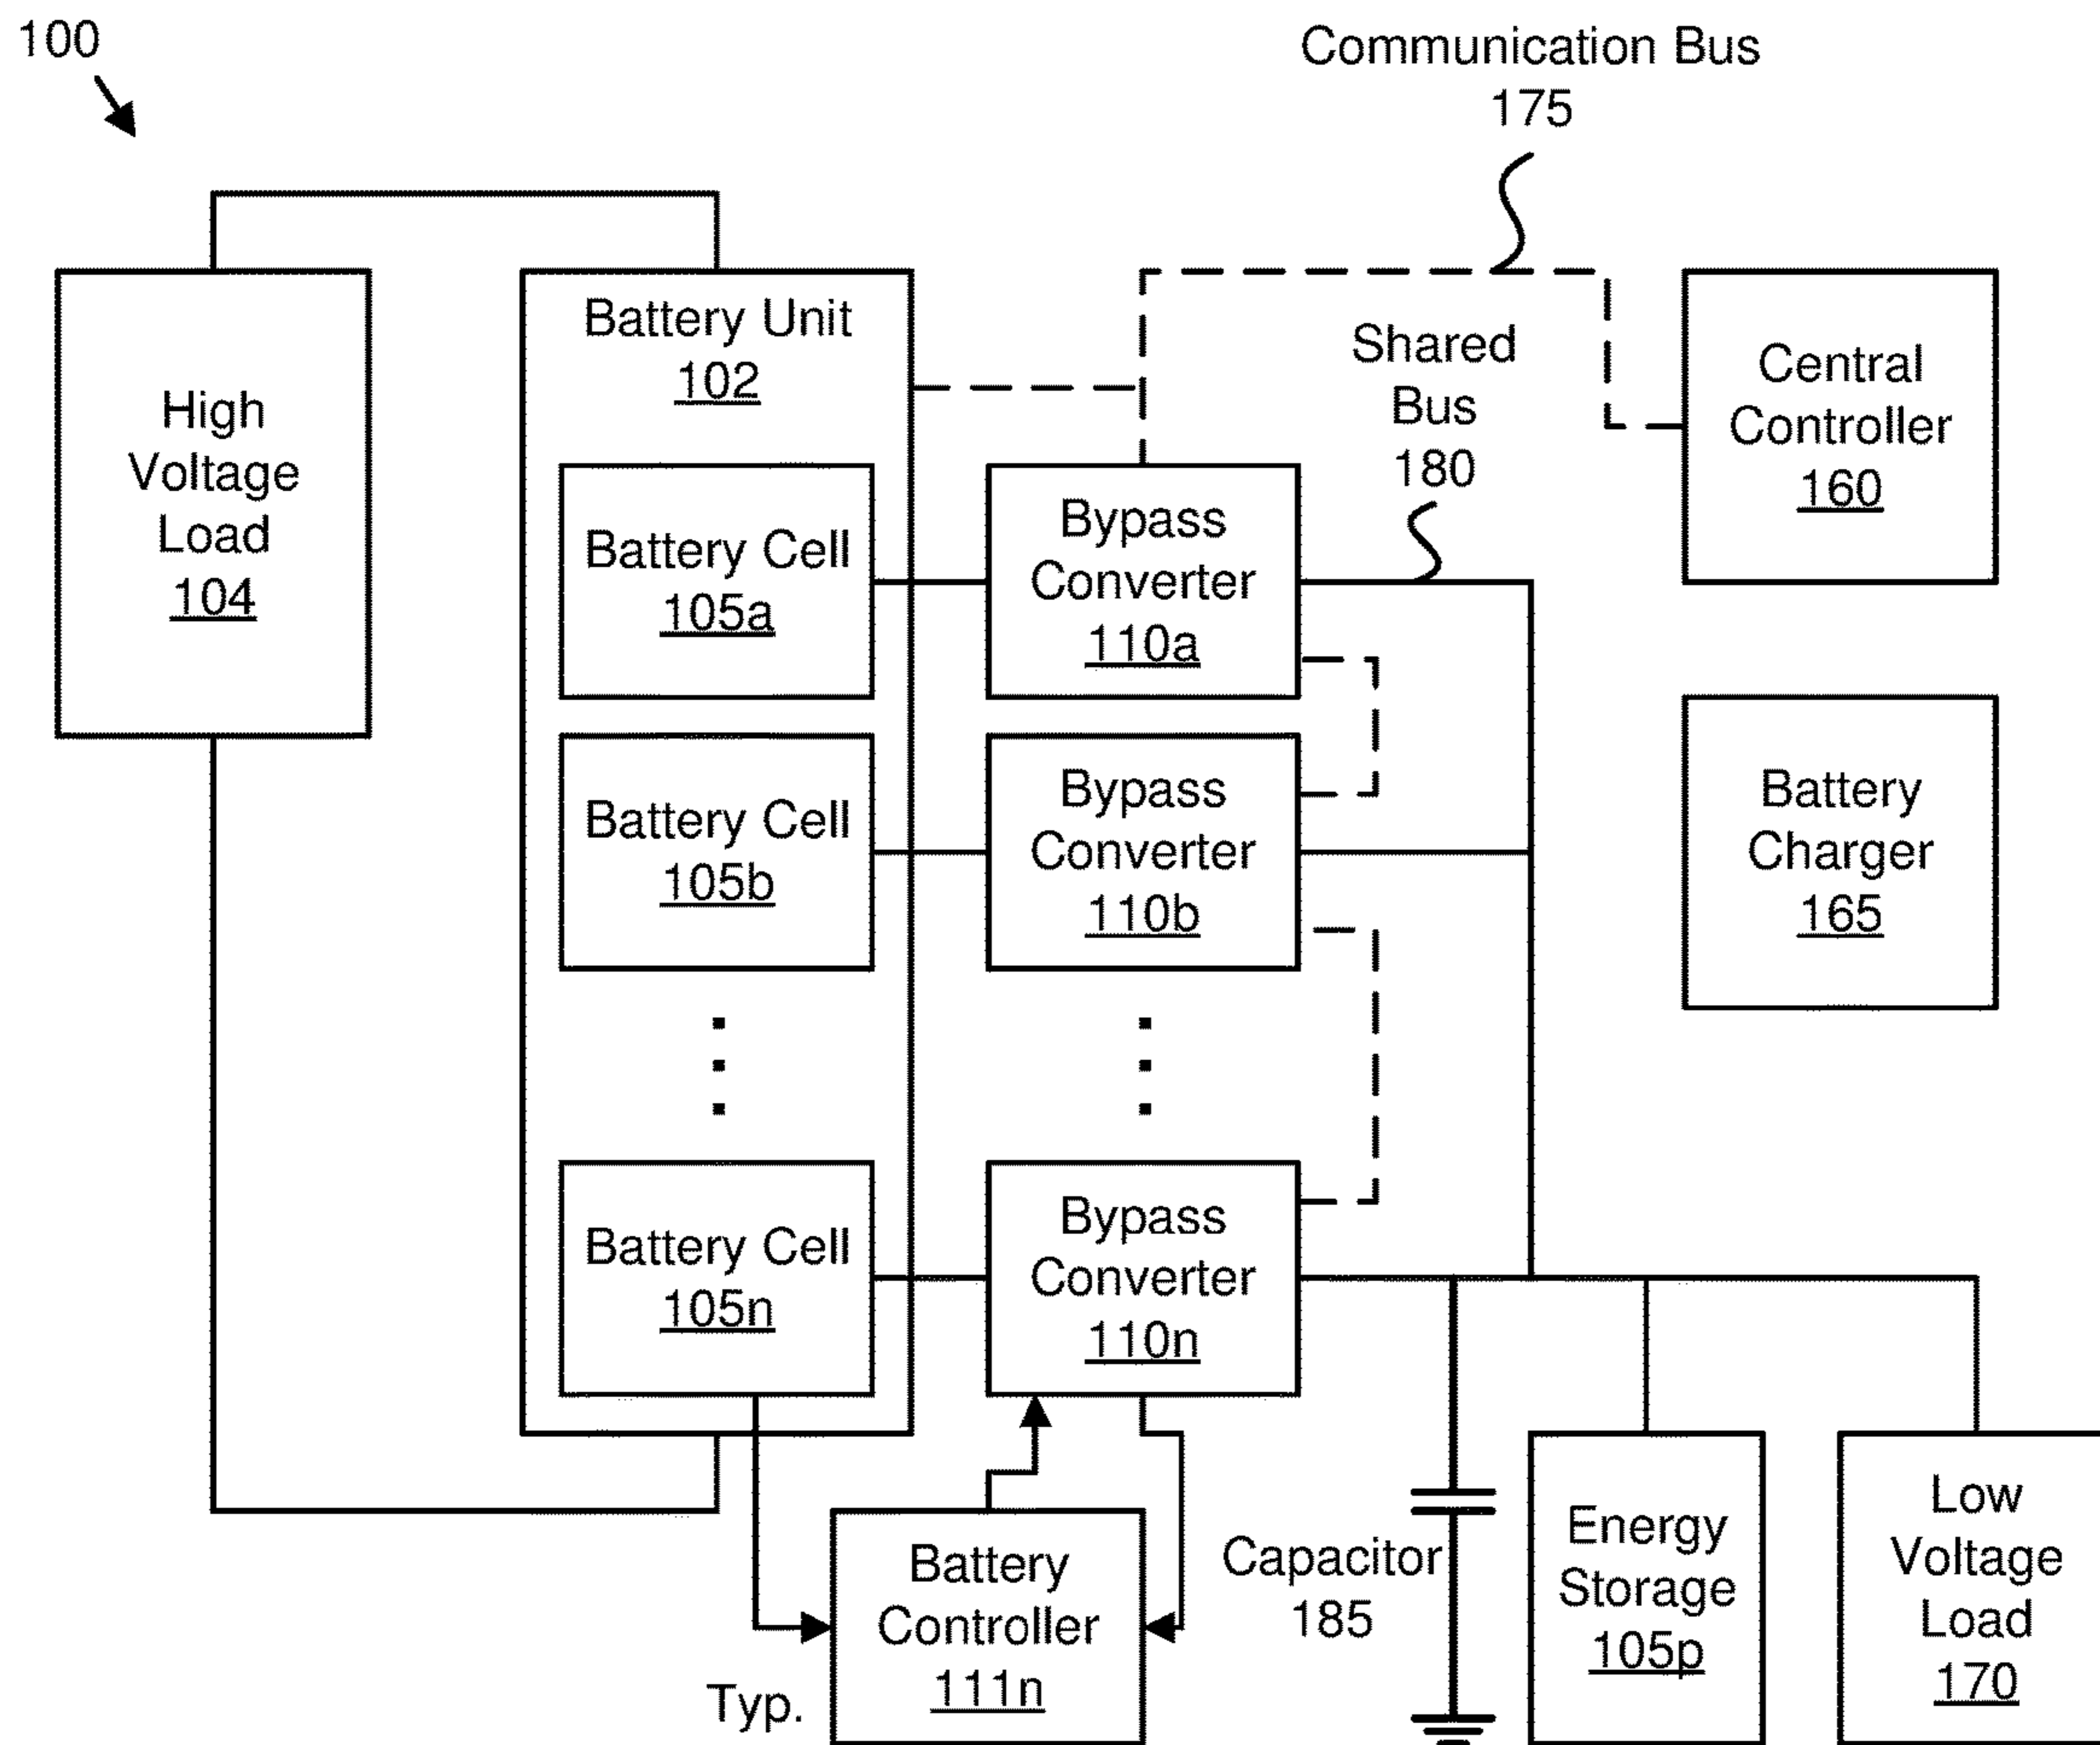 100
Communication Bus
175
High
Voltage
Load
104
Battery Unit
102
Shared
Bus
180
Central
Controller
160
Battery Cell
105a
Bypass
Converter
110a
Battery Cell
105b
Bypass
Converter
110b
Battery
Charger
165
Battery Cell
105n
Bypass
Converter
110n
Typ.
Battery
Controller
111n
Capacitor
185
Energy
Storage
105p
Low
Voltage
Load
170